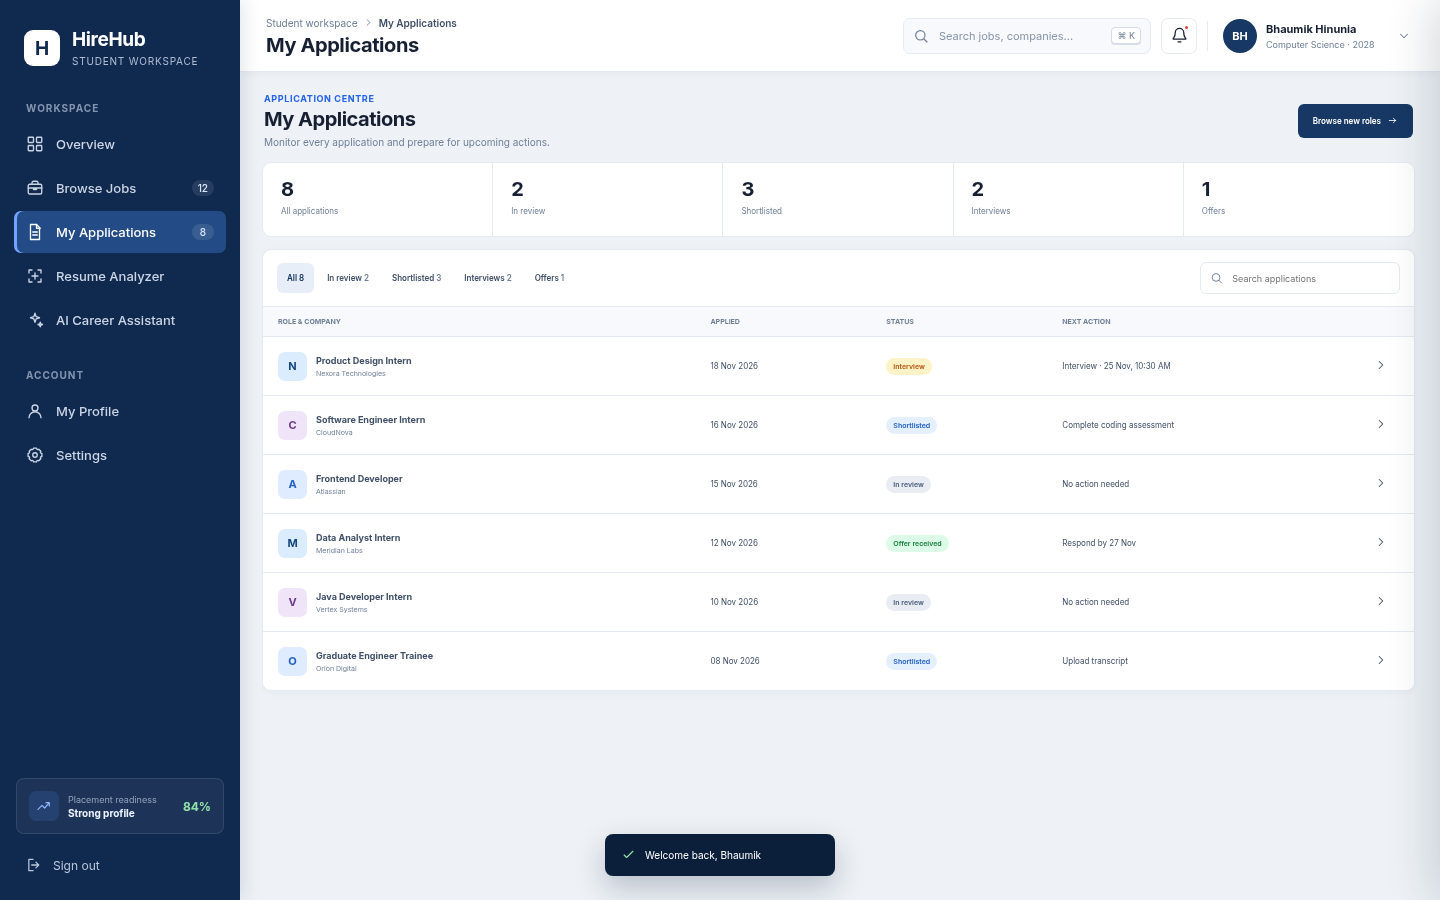 H
HireHub
STUDENT WORKSPACE
WORKSPACE
Overview
Browse Jobs 12
My Applications 8
Resume Analyzer
AI Career Assistant
ACCOUNT
My Profile
Settings
Placement readiness
Strong profile
84%
Sign out
Student workspace > My Applications
My Applications
Search jobs, companies...
⌘ K
BH
Bhaumik Hinunia
Computer Science · 2028
APPLICATION CENTRE
My Applications
Monitor every application and prepare for upcoming actions.
Browse new roles →
8
All applications
2
In review
3
Shortlisted
2
Interviews
1
Offers
All 8 In review 2 Shortlisted 3 Interviews 2 Offers 1
Search applications
ROLE & COMPANY APPLIED STATUS NEXT ACTION
N
Product Design Intern
Nexora Technologies
18 Nov 2026
Interview
Interview · 25 Nov, 10:30 AM
C
Software Engineer Intern
CloudNova
16 Nov 2026
Shortlisted
Complete coding assessment
A
Frontend Developer
Atlassian
15 Nov 2026
In review
No action needed
M
Data Analyst Intern
Meridian Labs
12 Nov 2026
Offer received
Respond by 27 Nov
V
Java Developer Intern
Vertex Systems
10 Nov 2026
In review
No action needed
O
Graduate Engineer Trainee
Orion Digital
08 Nov 2026
Shortlisted
Upload transcript
Welcome back, Bhaumik